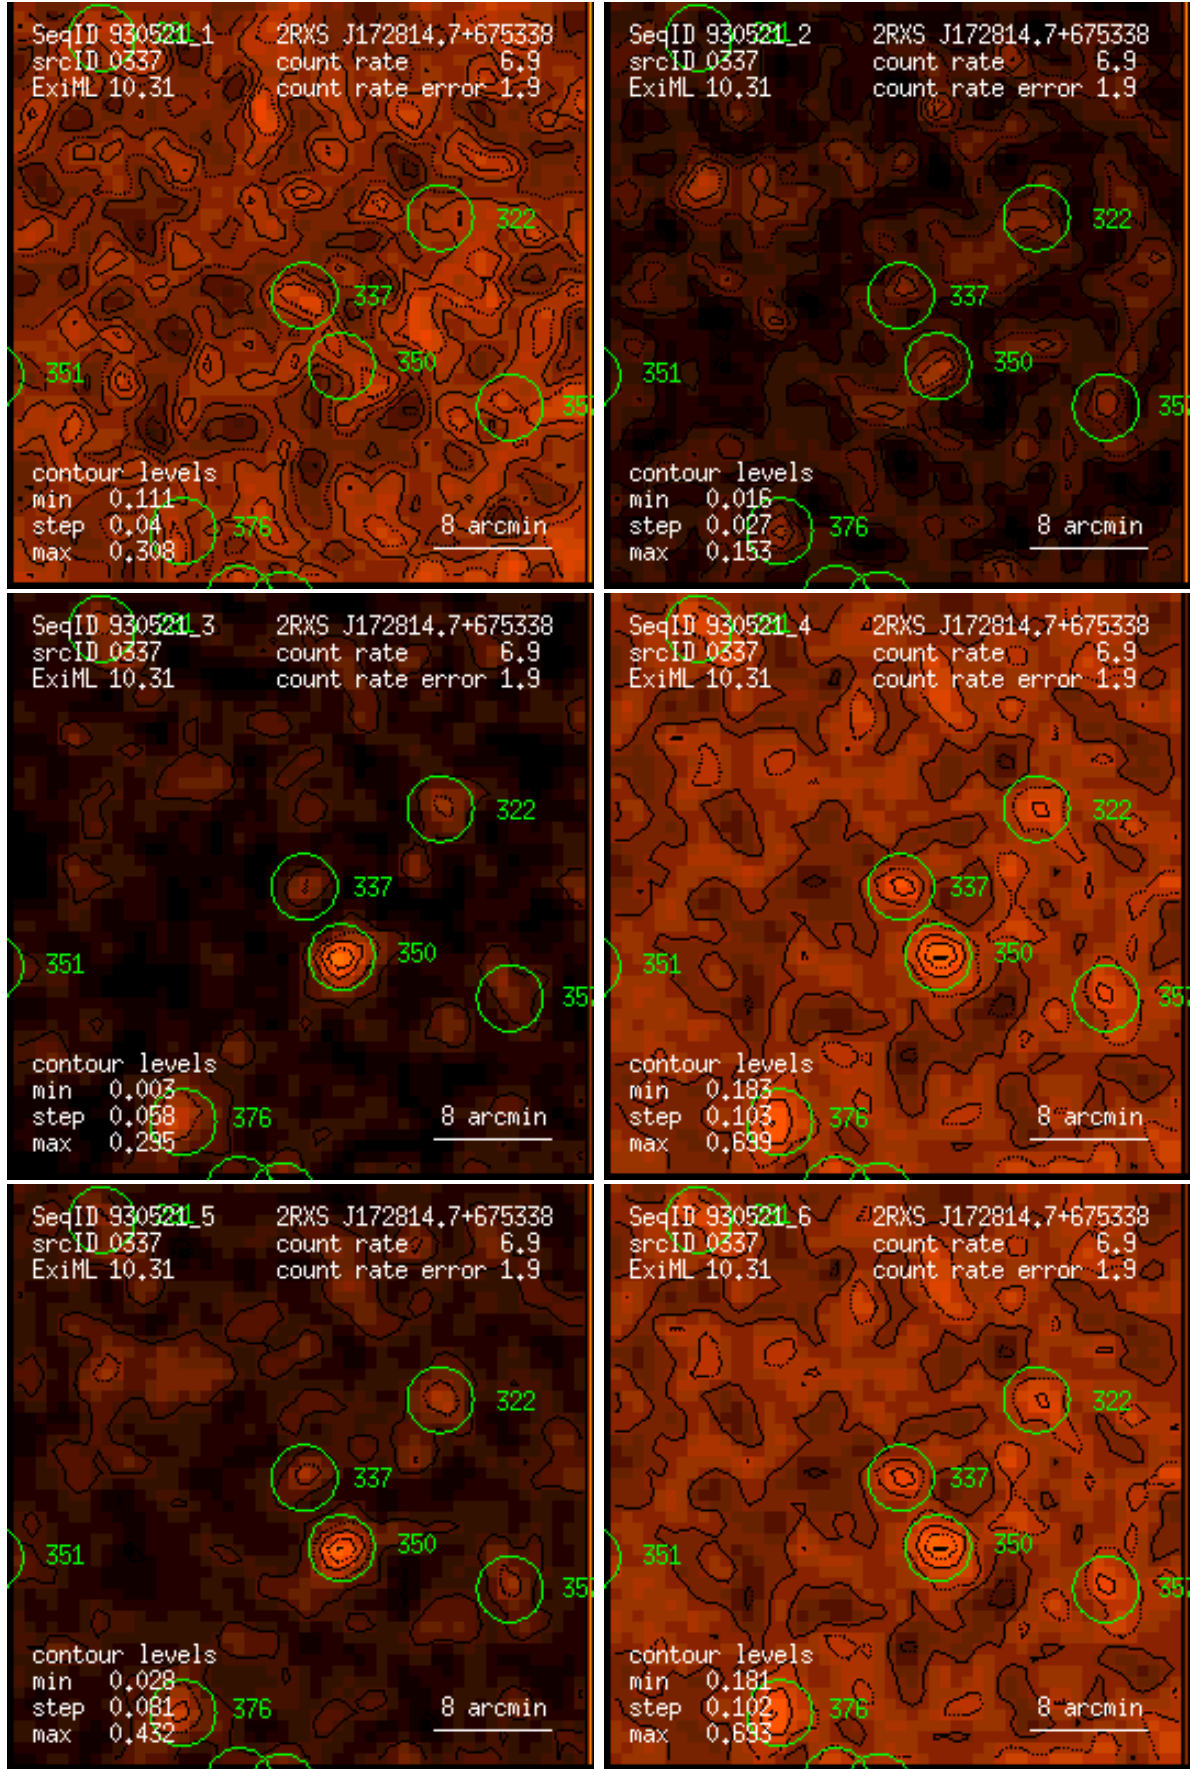 SeqID 930521_1 2RXS J172814.7+675338
srcID 0337 count rate 6.9
ExiML 10.31 count rate error 1.9
322
337
350
351
357
contour levels
min 0.111
step 0.04
max 0.308
376
8 arcmin
SeqID 930521_2 2RXS J172814.7+675338
srcID 0337 count rate 6.9
ExiML 10.31 count rate error 1.9
322
337
350
351
357
contour levels
min 0.016
step 0.027
max 0.153
376
8 arcmin
SeqID 930521_3 2RXS J172814.7+675338
srcID 0337 count rate 6.9
ExiML 10.31 count rate error 1.9
322
337
350
351
357
contour levels
min 0.003
step 0.058
max 0.295
376
8 arcmin
SeqID 930521_4 2RXS J172814.7+675338
srcID 0337 count rate 6.9
ExiML 10.31 count rate error 1.9
322
337
350
351
357
contour levels
min 0.183
step 0.103
max 0.699
376
8 arcmin
SeqID 930521_5 2RXS J172814.7+675338
srcID 0337 count rate 6.9
ExiML 10.31 count rate error 1.9
322
337
350
351
357
contour levels
min 0.028
step 0.081
max 0.432
376
8 arcmin
SeqID 930521_6 2RXS J172814.7+675338
srcID 0337 count rate 6.9
ExiML 10.31 count rate error 1.9
322
337
350
351
357
contour levels
min 0.181
step 0.102
max 0.693
376
8 arcmin